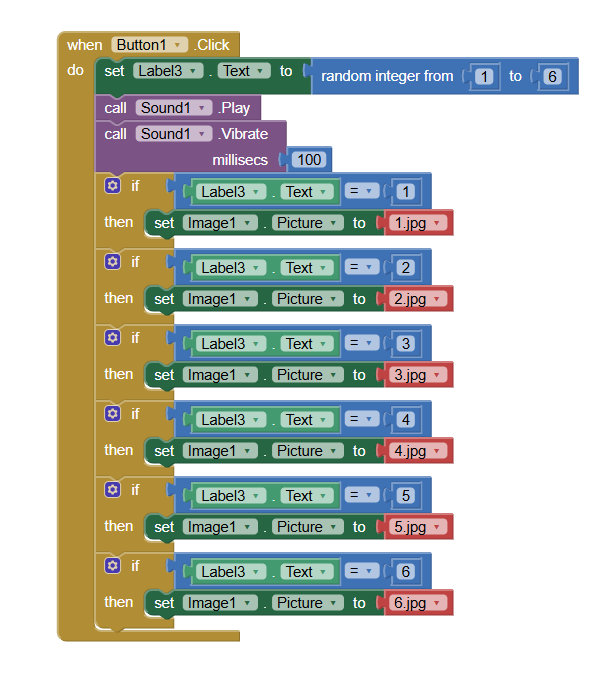 when Button1 .Click
do set Label3 . Text to random integer from 1 to 6
call Sound1 .Play
call Sound1 .Vibrate
millisecs 100
if Label3 . Text = 1
then set Image1 . Picture to 1.jpg
if Label3 . Text = 2
then set Image1 . Picture to 2.jpg
if Label3 . Text = 3
then set Image1 . Picture to 3.jpg
if Label3 . Text = 4
then set Image1 . Picture to 4.jpg
if Label3 . Text = 5
then set Image1 . Picture to 5.jpg
if Label3 . Text = 6
then set Image1 . Picture to 6.jpg